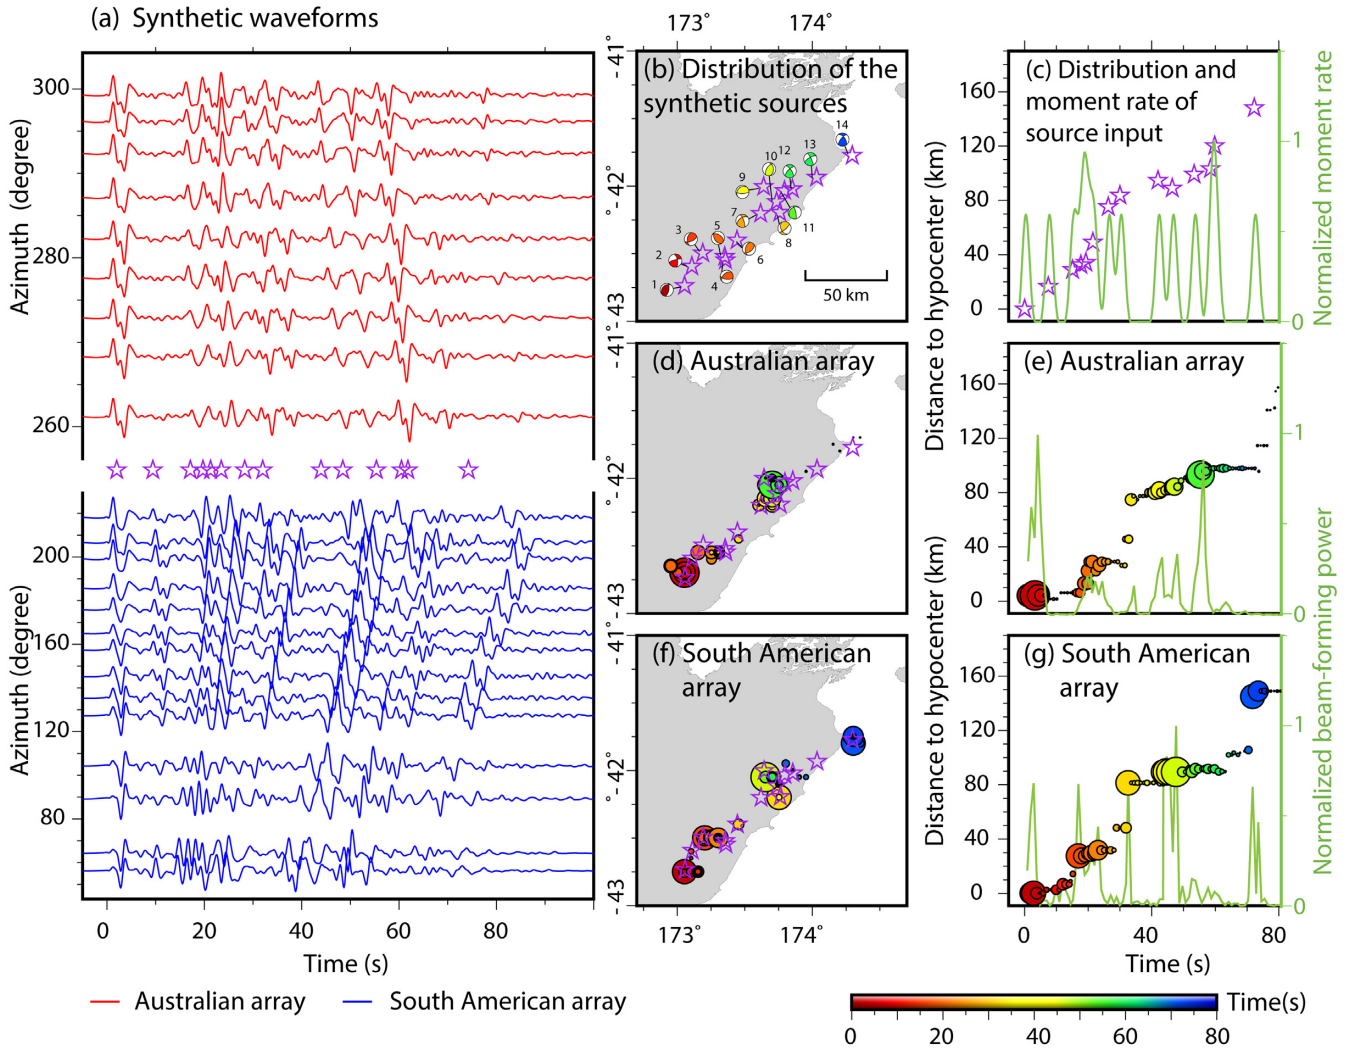 (a) Synthetic waveforms
Azimuth (degree)
300
280
260
Azimuth (degree)
200
160
120
80
0 20 40 60 80
Time (s)
Australian array
South American array
173° 174°
(b) Distribution of the
synthetic sources
-41°
-42°
-43
1
2
3
4
5
6
7
8
9
10
11
12
13
14
50 km
(c) Distribution and
moment rate of
source input
Distance to hypocenter (km)
160
120
80
40
0
Normalized moment rate
1
0
(d) Australian array
-41°
-42°
-43
(e) Australian array
160
120
80
40
0
1
0
Distance to hypocenter (km)
Normalized beam-forming power
(f) South American
array
-41°
-42°
-43
173° 174°
(g) South American
array
160
120
80
40
0
1
0
0 40 80
Time (s)
Time(s)
0 20 40 60 80